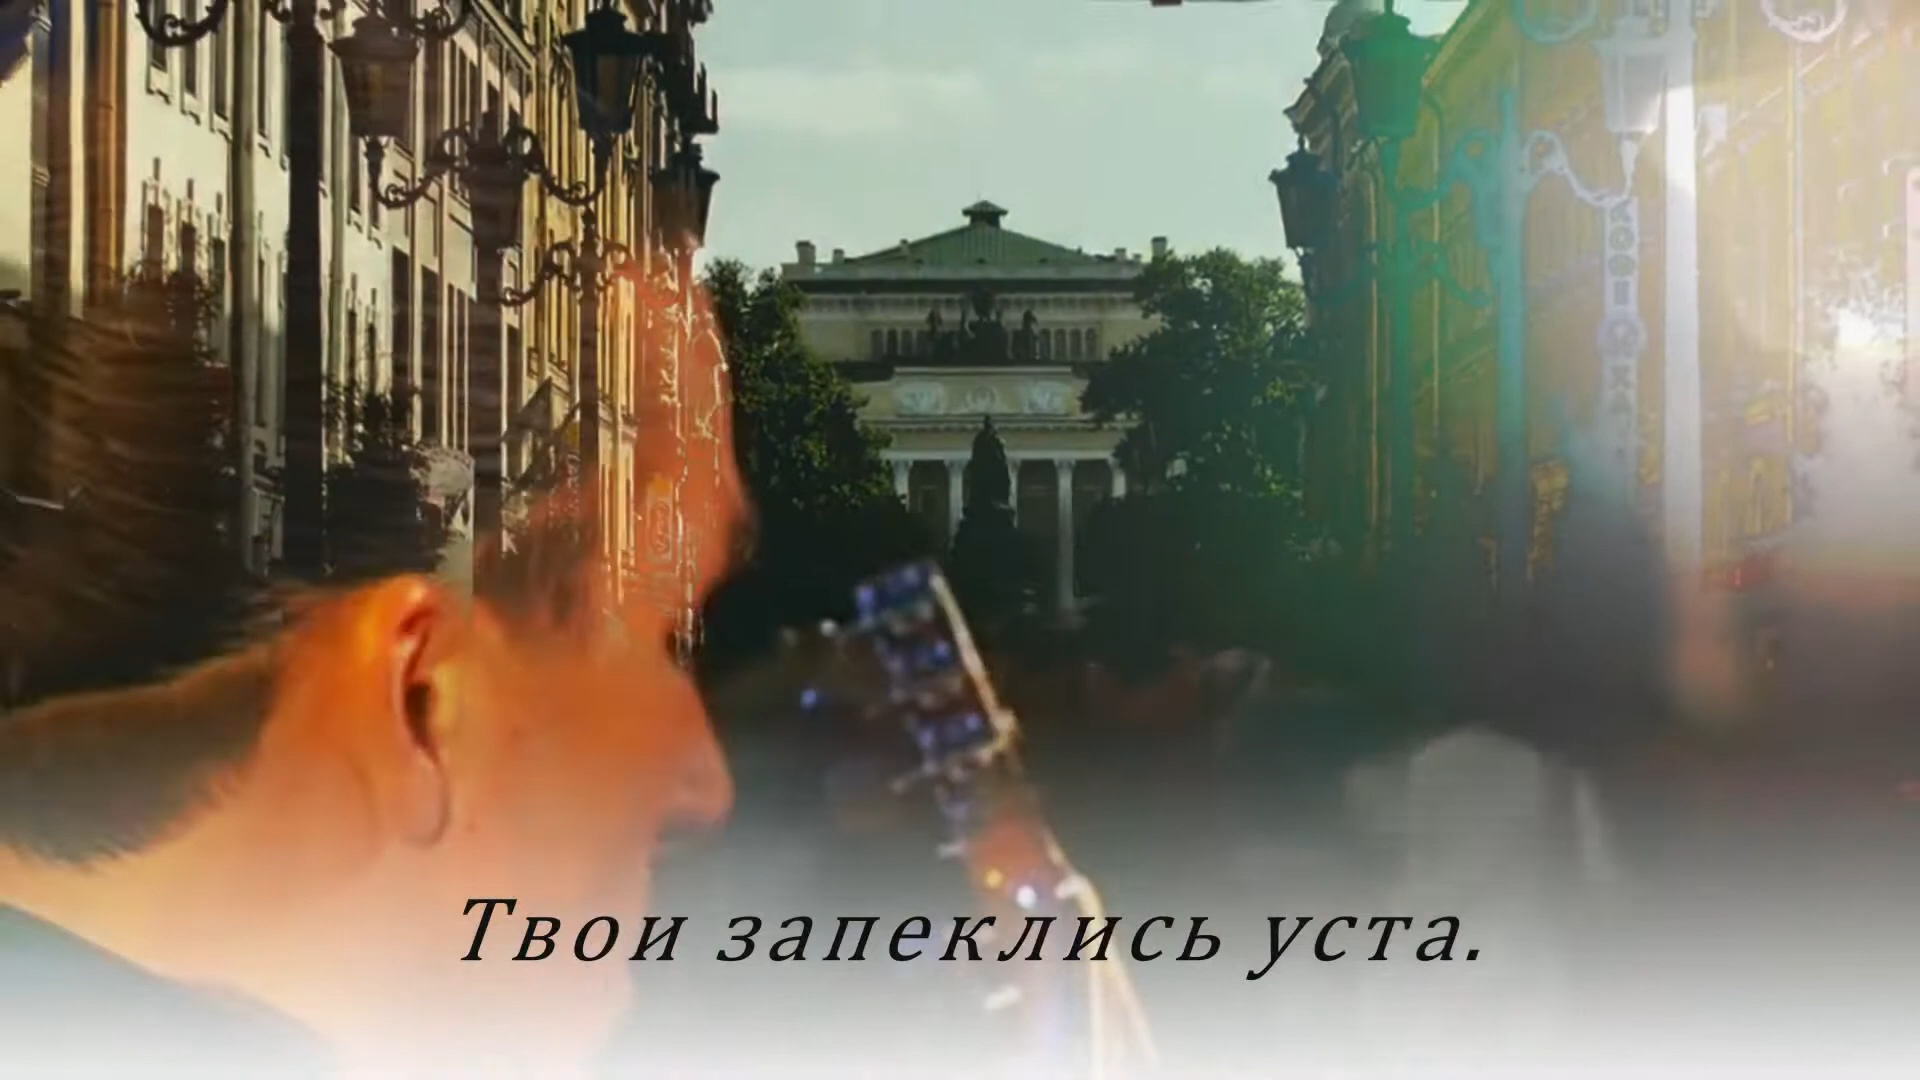 Твои запеклись уста.